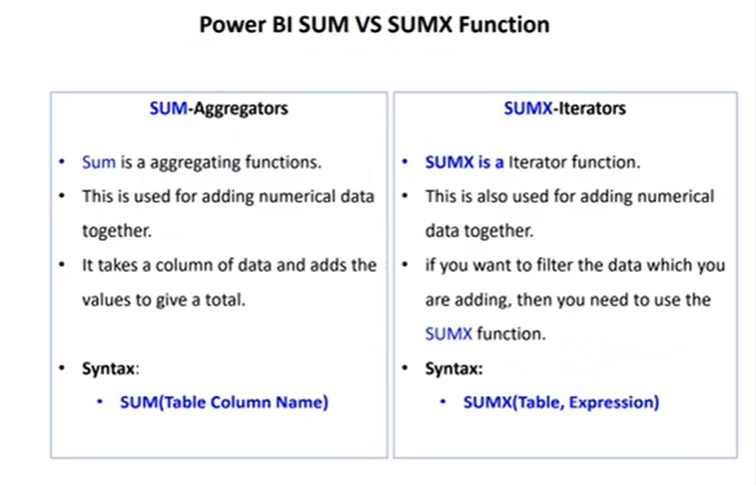 Power BI SUM VS SUMX Function
SUM-Aggregators
• Sum is a aggregating functions.
• This is used for adding numerical data
together.
• It takes a column of data and adds the
values to give a total.
• Syntax:
• SUM(Table Column Name)
SUMX-Iterators
• SUMX is a Iterator function.
• This is also used for adding numerical
data together.
• if you want to filter the data which you
are adding, then you need to use the
SUMX function.
• Syntax:
• SUMX(Table, Expression)